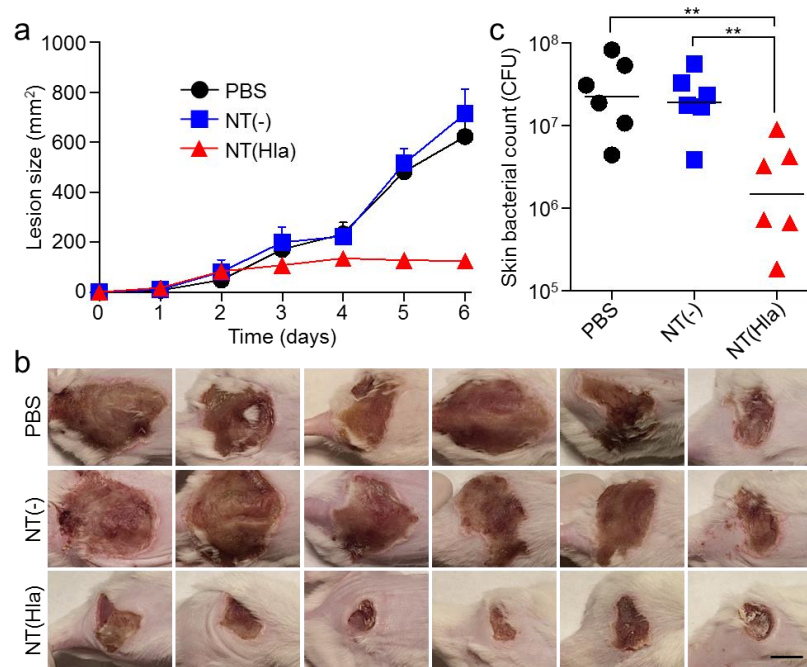 a
1000
800
600
400
200
0
Lesion size (mm²)
PBS
NT(-)
NT(Hla)
0 1 2 3 4 5 6
Time (days)
c
**
**
10⁸
10⁷
10⁶
10⁵
Skin bacterial count (CFU)
PBS
NT(-)
NT(Hla)
b
PBS
NT(-)
NT(Hla)